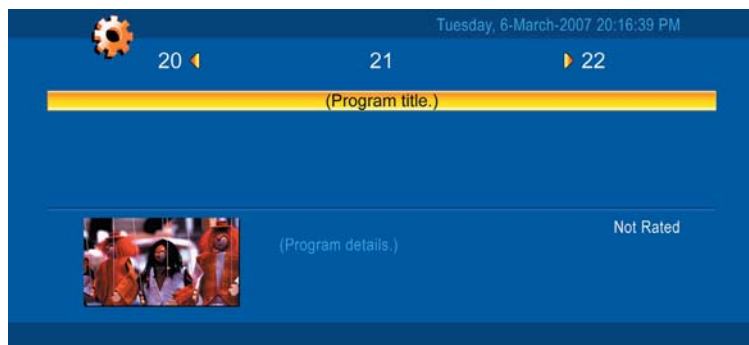 Tuesday, 6-March-2007 20:16:39 PM
20 21 22
(Program title.)
Not Rated
(Program details.)